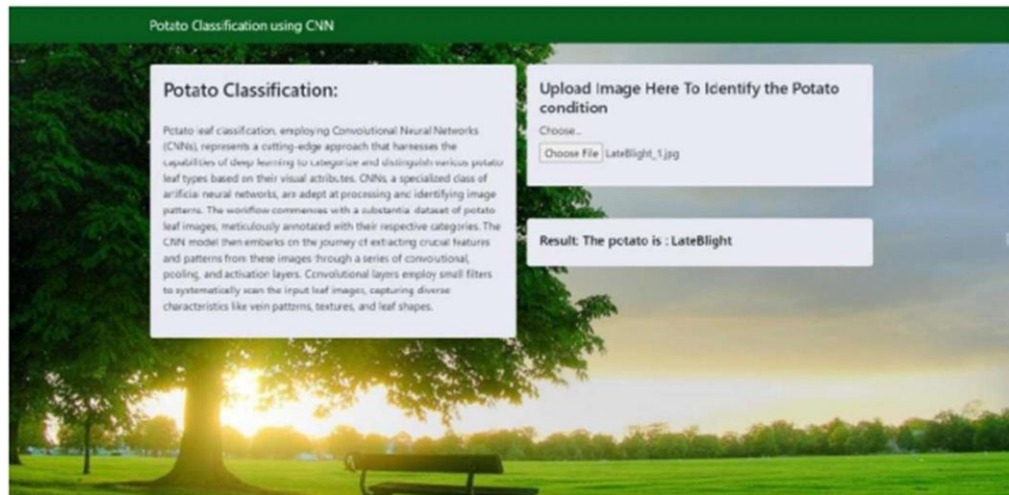 Potato Classification using CNN
Potato Classification:
Potato leaf classification, employing Convolutional Neural Networks
(CNNs), represents a cutting-edge approach that harnesses the
capabilities of deep learning to categorize and distinguish various potato
leaf types based on their visual attributes. CNNs, a specialized class of
artificial neural networks, are adept at processing and identifying image
patterns. The workflow commences with a substantial dataset of potato
leaf images, meticulously annotated with their respective categories. The
CNN model then embarks on the journey of extracting crucial features
and patterns from these images through a series of convolutional,
pooling, and activation layers. Convolutional layers employ small filters
to systematically scan the input leaf images, capturing diverse
characteristics like vein patterns, textures, and leaf shapes.
Upload Image Here To Identify the Potato
condition
Choose...
Choose File LateBlight_1.jpg
Result: The potato is : LateBlight